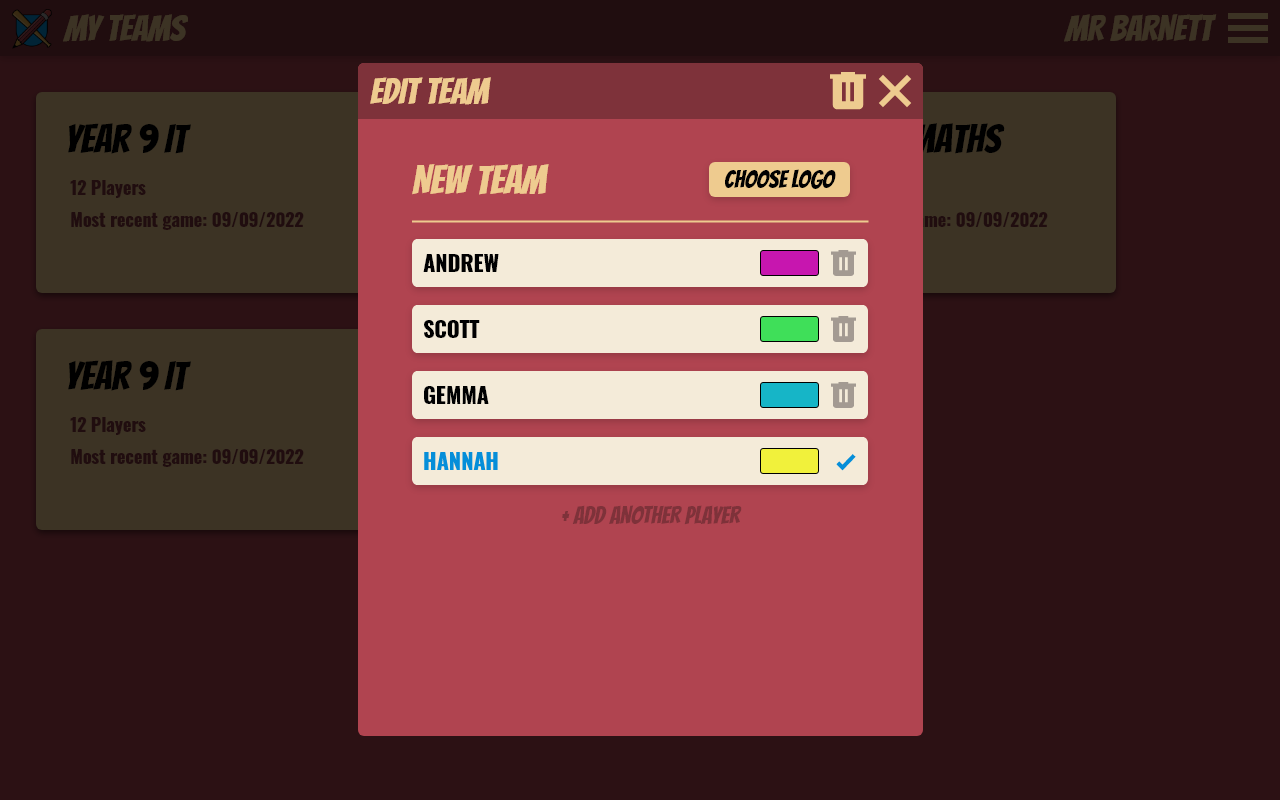 MY TEAMS
MR BARNETT
EDIT TEAM
NEW TEAM
CHOOSE LOGO
ANDREW
SCOTT
GEMMA
HANNAH
+ ADD ANOTHER PLAYER
YEAR 9 IT
12 Players
Most recent game: 09/09/2022
MATHS
me: 09/09/2022
YEAR 9 IT
12 Players
Most recent game: 09/09/2022